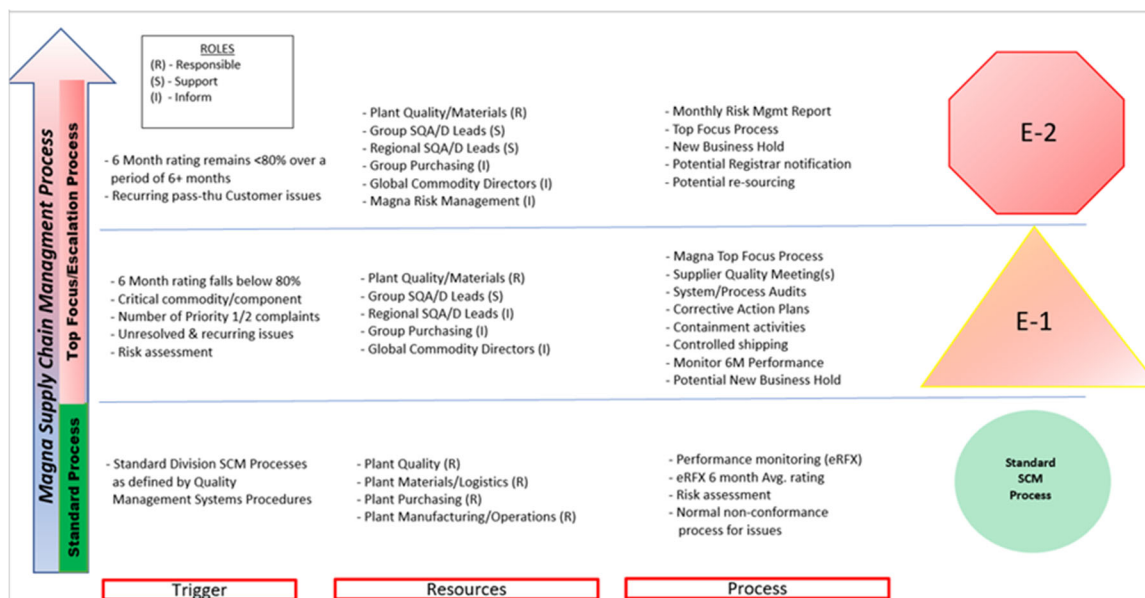 Magna Supply Chain Managment Process
Top Focus/Escalation Process
Standard Process
ROLES
(R) - Responsible
(S) - Support
(I) - Inform
- 6 Month rating remains <80% over a
period of 6+ months
- Recurring pass-thu Customer issues
- Plant Quality/Materials (R)
- Group SQA/D Leads (S)
- Regional SQA/D Leads (S)
- Group Purchasing (I)
- Global Commodity Directors (I)
- Magna Risk Management (I)
- Monthly Risk Mgmt Report
- Top Focus Process
- New Business Hold
- Potential Registrar notification
- Potential re-sourcing
E-2
- 6 Month rating falls below 80%
- Critical commodity/component
- Number of Priority 1/2 complaints
- Unresolved & recurring issues
- Risk assessment
- Plant Quality/Materials (R)
- Group SQA/D Leads (S)
- Regional SQA/D Leads (I)
- Group Purchasing (I)
- Global Commodity Directors (I)
- Magna Top Focus Process
- Supplier Quality Meeting(s)
- System/Process Audits
- Corrective Action Plans
- Containment activities
- Controlled shipping
- Monitor 6M Performance
- Potential New Business Hold
E-1
- Standard Division SCM Processes
as defined by Quality
Management Systems Procedures
- Plant Quality (R)
- Plant Materials/Logistics (R)
- Plant Purchasing (R)
- Plant Manufacturing/Operations (R)
- Performance monitoring (eRFX)
- eRFX 6 month Avg. rating
- Risk assessment
- Normal non-conformance
process for issues
Standard
SCM
Process
Trigger
Resources
Process